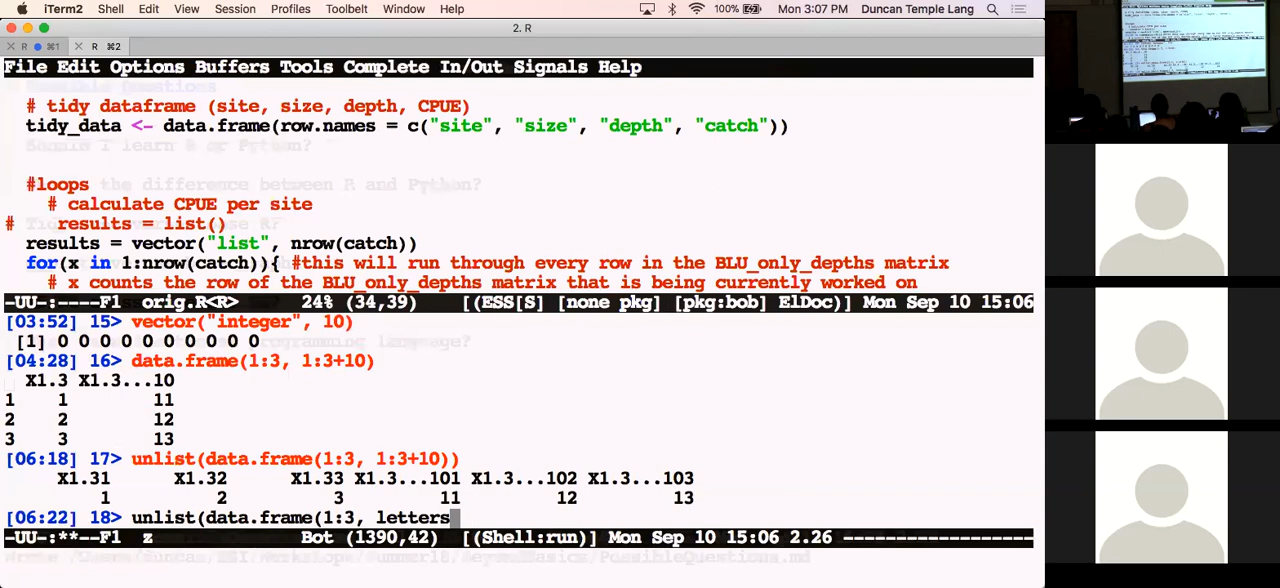 iTerm2 Shell Edit View Session Profiles Toolbelt Window Help 100% Mon 3:07 PM Duncan Temple Lang
2. R
R ⌘1 R ⌘2
File Edit Options Buffers Tools Complete In/Out Signals Help
# tidy dataframe (site, size, depth, CPUE)
tidy_data <- data.frame(row.names = c("site", "size", "depth", "catch"))
I learn R or Python?
#loops the difference between R and Python?
# calculate CPUE per site
# results = list()
results = vector("list", nrow(catch))
for(x in 1:nrow(catch)){ #this will run through every row in the BLU_only_depths matrix
# x counts the row of the BLU_only_depths matrix that is being currently worked on
-UU-:----F1 orig.R<R> 24% (34,39) [(ESS[S] [none pkg] [pkg:bob] ElDoc)] Mon Sep 10 15:06
[03:52] 15> vector("integer", 10)
[1] 0 0 0 0 0 0 0 0 0 0 programming language?
[04:28] 16> data.frame(1:3, 1:3+10)
X1.3 X1.3...10
1 1 11
2 2 12
3 3 13
[06:18] 17> unlist(data.frame(1:3, 1:3+10))
X1.31 X1.32 X1.33 X1.3...101 X1.3...102 X1.3...103
1 2 3 11 12 13
[06:22] 18> unlist(data.frame(1:3, letters
-UU-:**--F1 z Bot (1390,42) [(Shell:run)] Mon Sep 10 15:06 2.26 ------------------